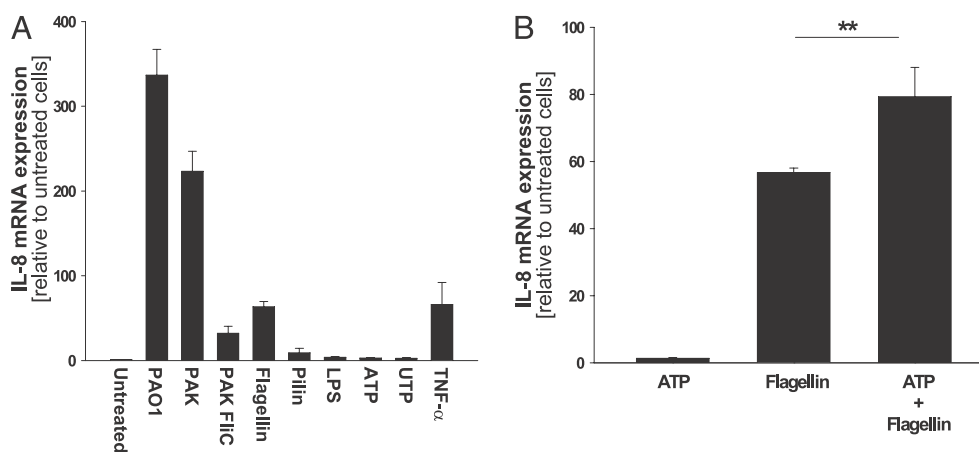 A
IL-8 mRNA expression
[relative to untreated cells]
400
300
200
100
0
Untreated
PAO1
PAK
PAK FliC
Flagellin
Pilin
LPS
ATP
UTP
TNF-α
B
**
IL-8 mRNA expression
[relative to untreated cells]
100
80
60
40
20
0
ATP
Flagellin
ATP
+
Flagellin